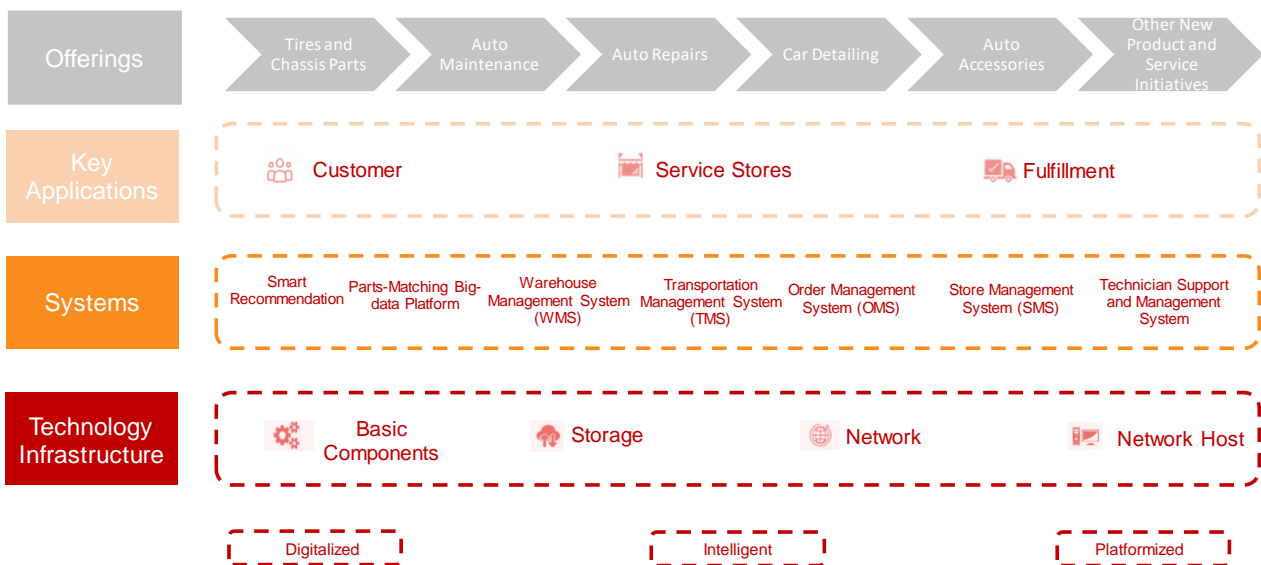 Offerings
Tires and
Chassis Parts
Auto
Maintenance
Auto Repairs
Car Detailing
Auto
Accessories
Other New
Product and
Service
Initiatives
Key
Applications
Customer
Service Stores
Fulfillment
Systems
Smart
Recommendation
Parts-Matching Big-
data Platform
Warehouse
Management System
(WMS)
Transportation
Management System
(TMS)
Order Management
System (OMS)
Store Management
System (SMS)
Technician Support
and Management
System
Technology
Infrastructure
Basic
Components
Storage
Network
Network Host
Digitalized
Intelligent
Platformized